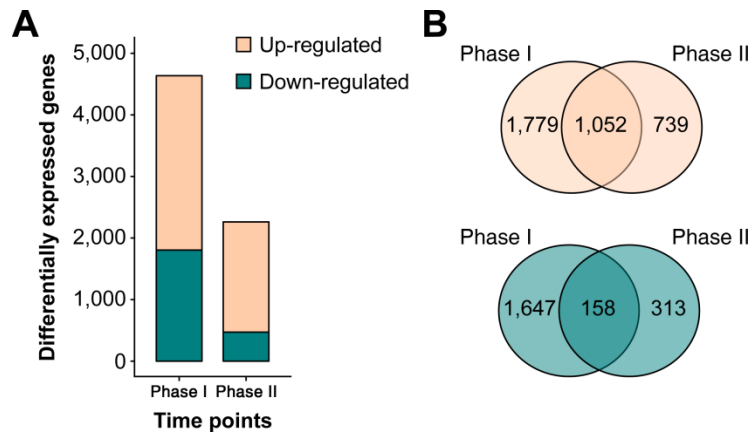 A
Differentially expressed genes
5,000
4,000
3,000
2,000
1,000
0
Phase I Phase II
Time points
Up-regulated
Down-regulated
B
Phase I Phase II
1,779 1,052 739
Phase I Phase II
1,647 158 313